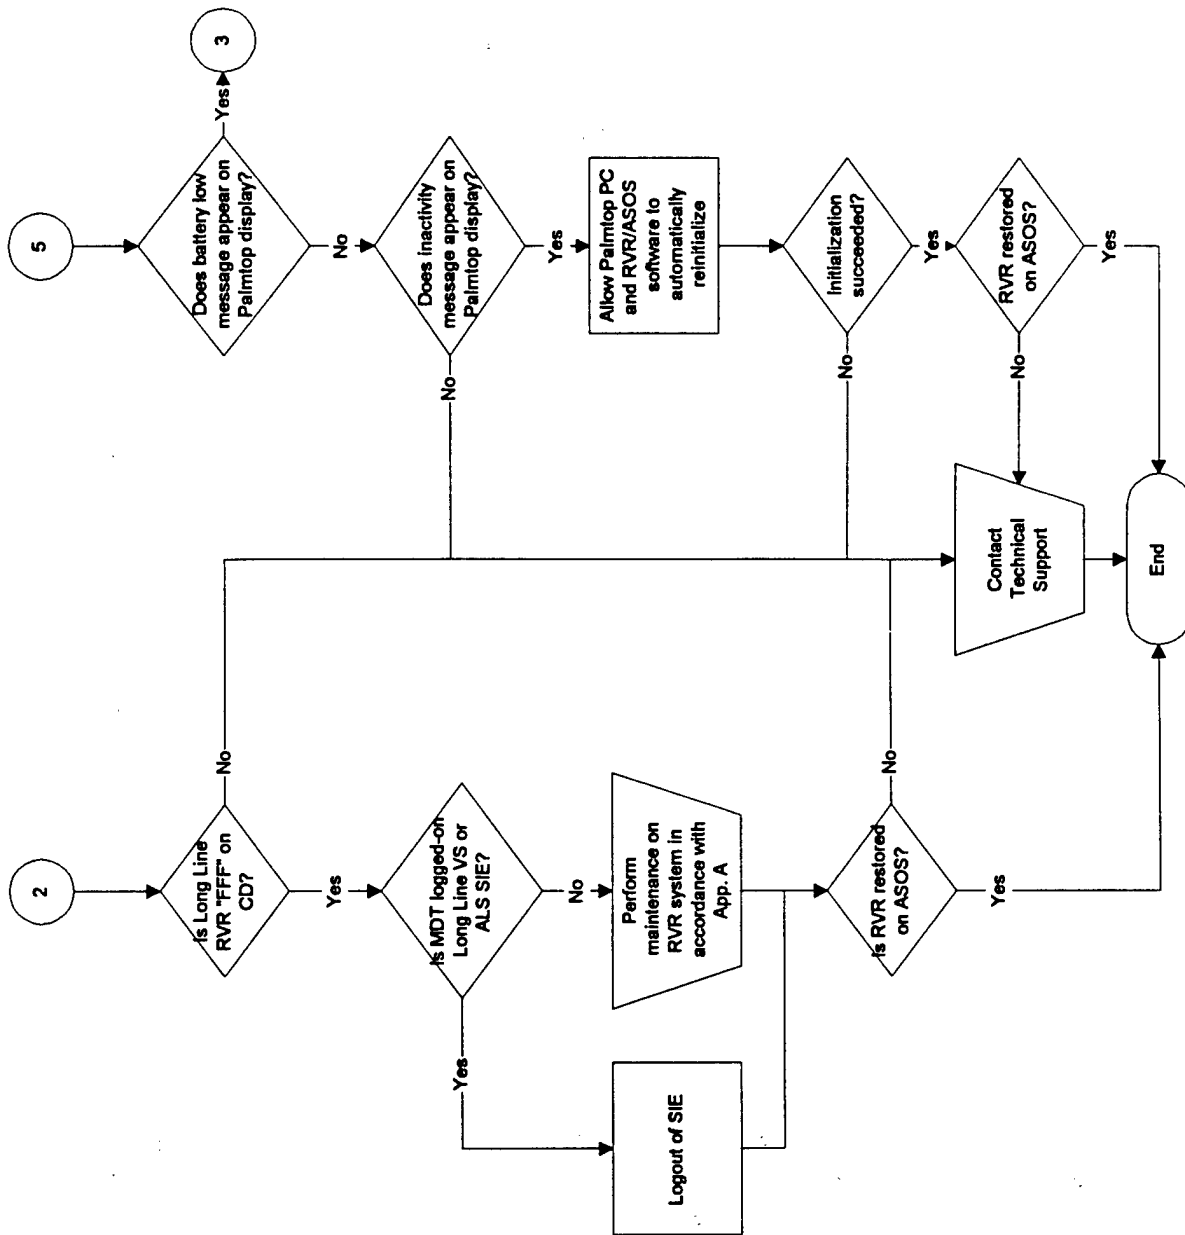 2
Is Long Line
RVR "FFF" on
CD?
No
Yes
Is MDT logged-on
Long Line VS or
ALS SIE?
Yes
No
Logout of SIE
Perform
maintenance on
RVR system in
accordance with
App. A
Is RVR restored
on ASOS?
No
Yes
5
Does battery low
message appear on
Palmtop display?
Yes
3
No
Does inactivity
message appear on
Palmtop display?
No
Yes
Allow Palmtop PC
and RVR/ASOS
software to
automatically
reinitialize
Initialization
succeeded?
No
Yes
RVR restored
on ASOS?
No
Yes
Contact
Technical
Support
End